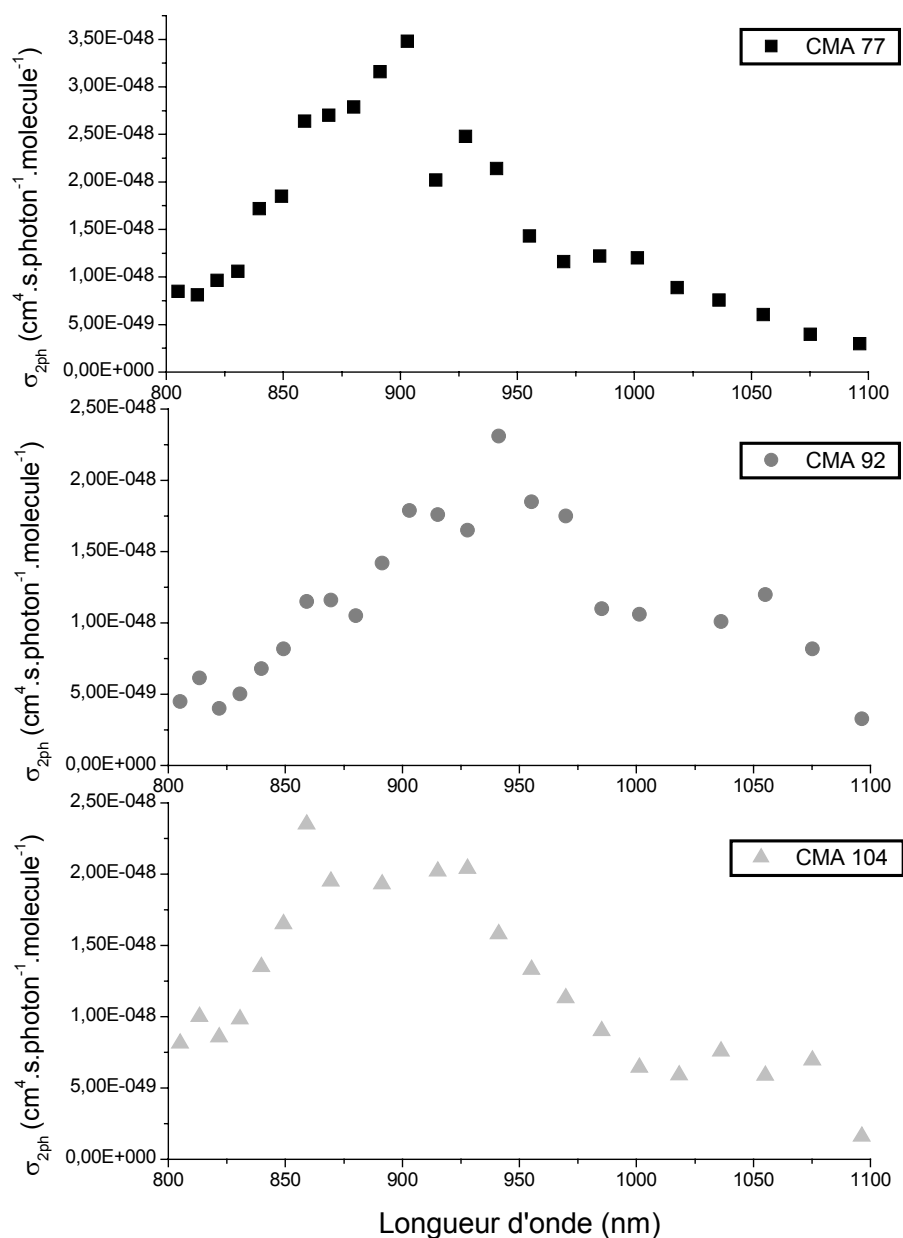 3,50E-048
3,00E-048
2,50E-048
2,00E-048
1,50E-048
1,00E-048
5,00E-049
0,00E+000
σ2ph (cm⁴.s.photon⁻¹.molecule⁻¹)
CMA 77
800 850 900 950 1000 1050 1100
2,50E-048
2,00E-048
1,50E-048
1,00E-048
5,00E-049
0,00E+000
σ2ph (cm⁴.s.photon⁻¹.molecule⁻¹)
CMA 92
800 850 900 950 1000 1050 1100
2,50E-048
2,00E-048
1,50E-048
1,00E-048
5,00E-049
0,00E+000
σ2ph (cm⁴.s.photon⁻¹.molecule⁻¹)
CMA 104
800 850 900 950 1000 1050 1100
Longueur d'onde (nm)